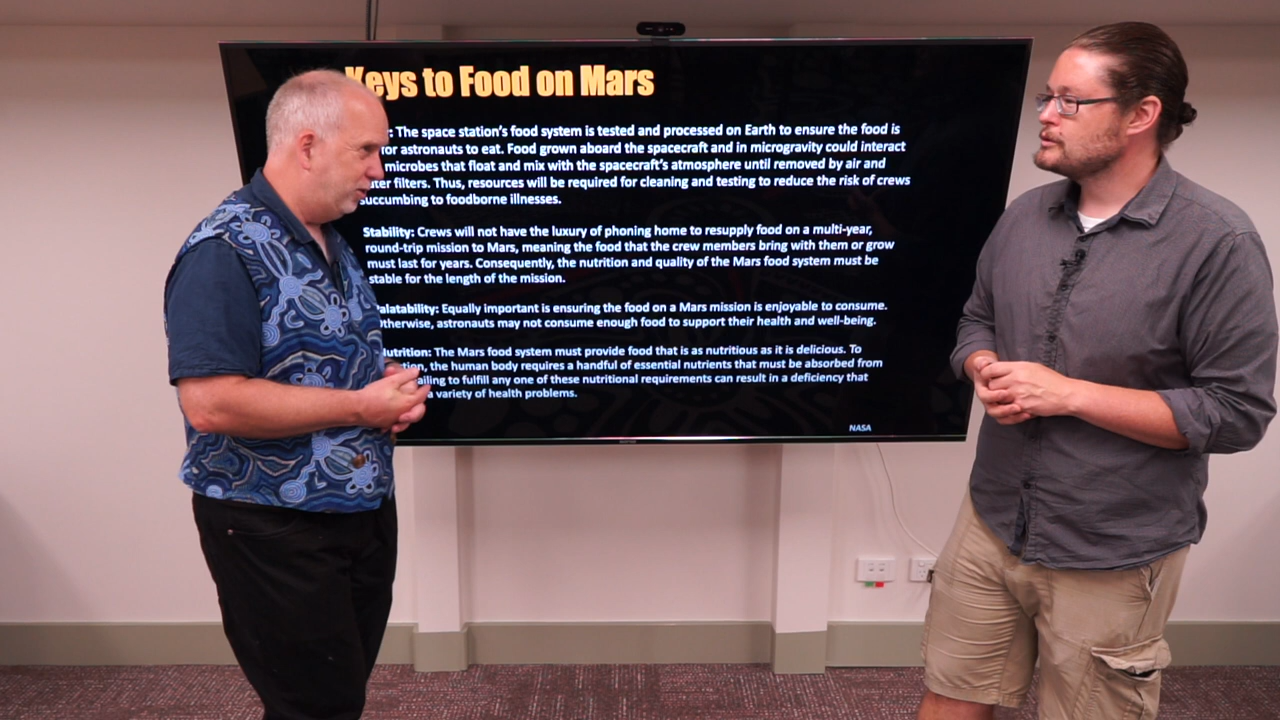 Keys to Food on Mars
: The space station's food system is tested and processed on Earth to ensure the food is
for astronauts to eat. Food grown aboard the spacecraft and in microgravity could interact
microbes that float and mix with the spacecraft's atmosphere until removed by air and
water filters. Thus, resources will be required for cleaning and testing to reduce the risk of crews
succumbing to foodborne illnesses.
Stability: Crews will not have the luxury of phoning home to resupply food on a multi-year,
round-trip mission to Mars, meaning the food that the crew members bring with them or grow
must last for years. Consequently, the nutrition and quality of the Mars food system must be
stable for the length of the mission.
Palatability: Equally important is ensuring the food on a Mars mission is enjoyable to consume.
Otherwise, astronauts may not consume enough food to support their health and well-being.
Nutrition: The Mars food system must provide food that is as nutritious as it is delicious. To
the human body requires a handful of essential nutrients that must be absorbed from
failing to fulfill any one of these nutritional requirements can result in a deficiency that
a variety of health problems.
NASA